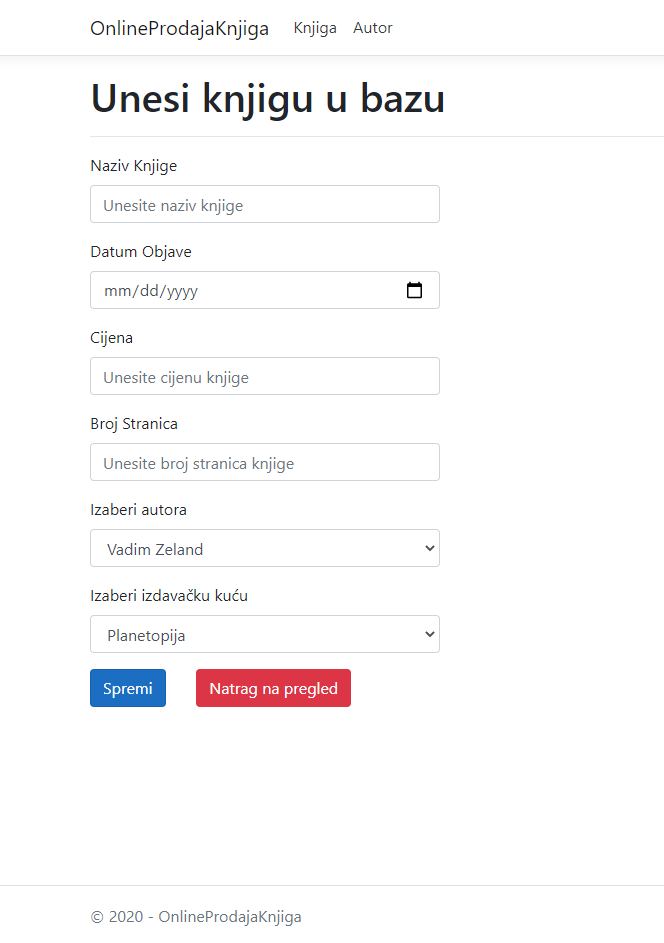 OnlineProdajaKnjiga Knjiga Autor
Unesi knjigu u bazu
Naziv Knjige
Unesite naziv knjige
Datum Objave
mm/dd/yyyy
Cijena
Unesite cijenu knjige
Broj Stranica
Unesite broj stranica knjige
Izaberi autora
Vadim Zeland
Izaberi izdavačku kuću
Planetopija
Spremi Natrag na pregled
© 2020 - OnlineProdajaKnjiga